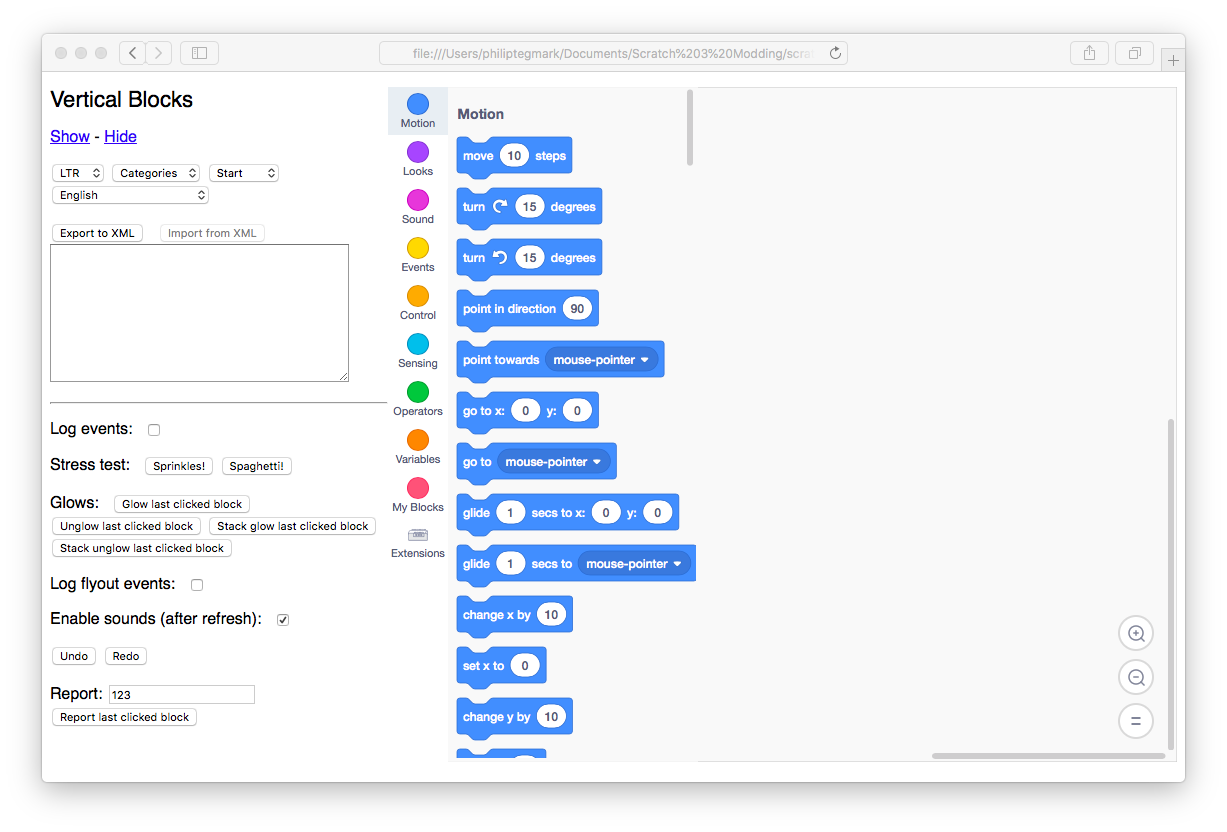 file:///Users/philiptegmark/Documents/Scratch%203%20Modding/scra
Vertical Blocks
Show - Hide
LTR Categories Start
English
Export to XML Import from XML
Log events:
Stress test: Sprinkles! Spaghetti!
Glows: Glow last clicked block
Unglow last clicked block Stack glow last clicked block
Stack unglow last clicked block
Log flyout events:
Enable sounds (after refresh):
Undo Redo
Report: 123
Report last clicked block
Motion
Looks
Sound
Events
Control
Sensing
Operators
Variables
My Blocks
Extensions
Motion
move 10 steps
turn 15 degrees
turn 15 degrees
point in direction 90
point towards mouse-pointer
go to x: 0 y: 0
go to mouse-pointer
glide 1 secs to x: 0 y: 0
glide 1 secs to mouse-pointer
change x by 10
set x to 0
change y by 10